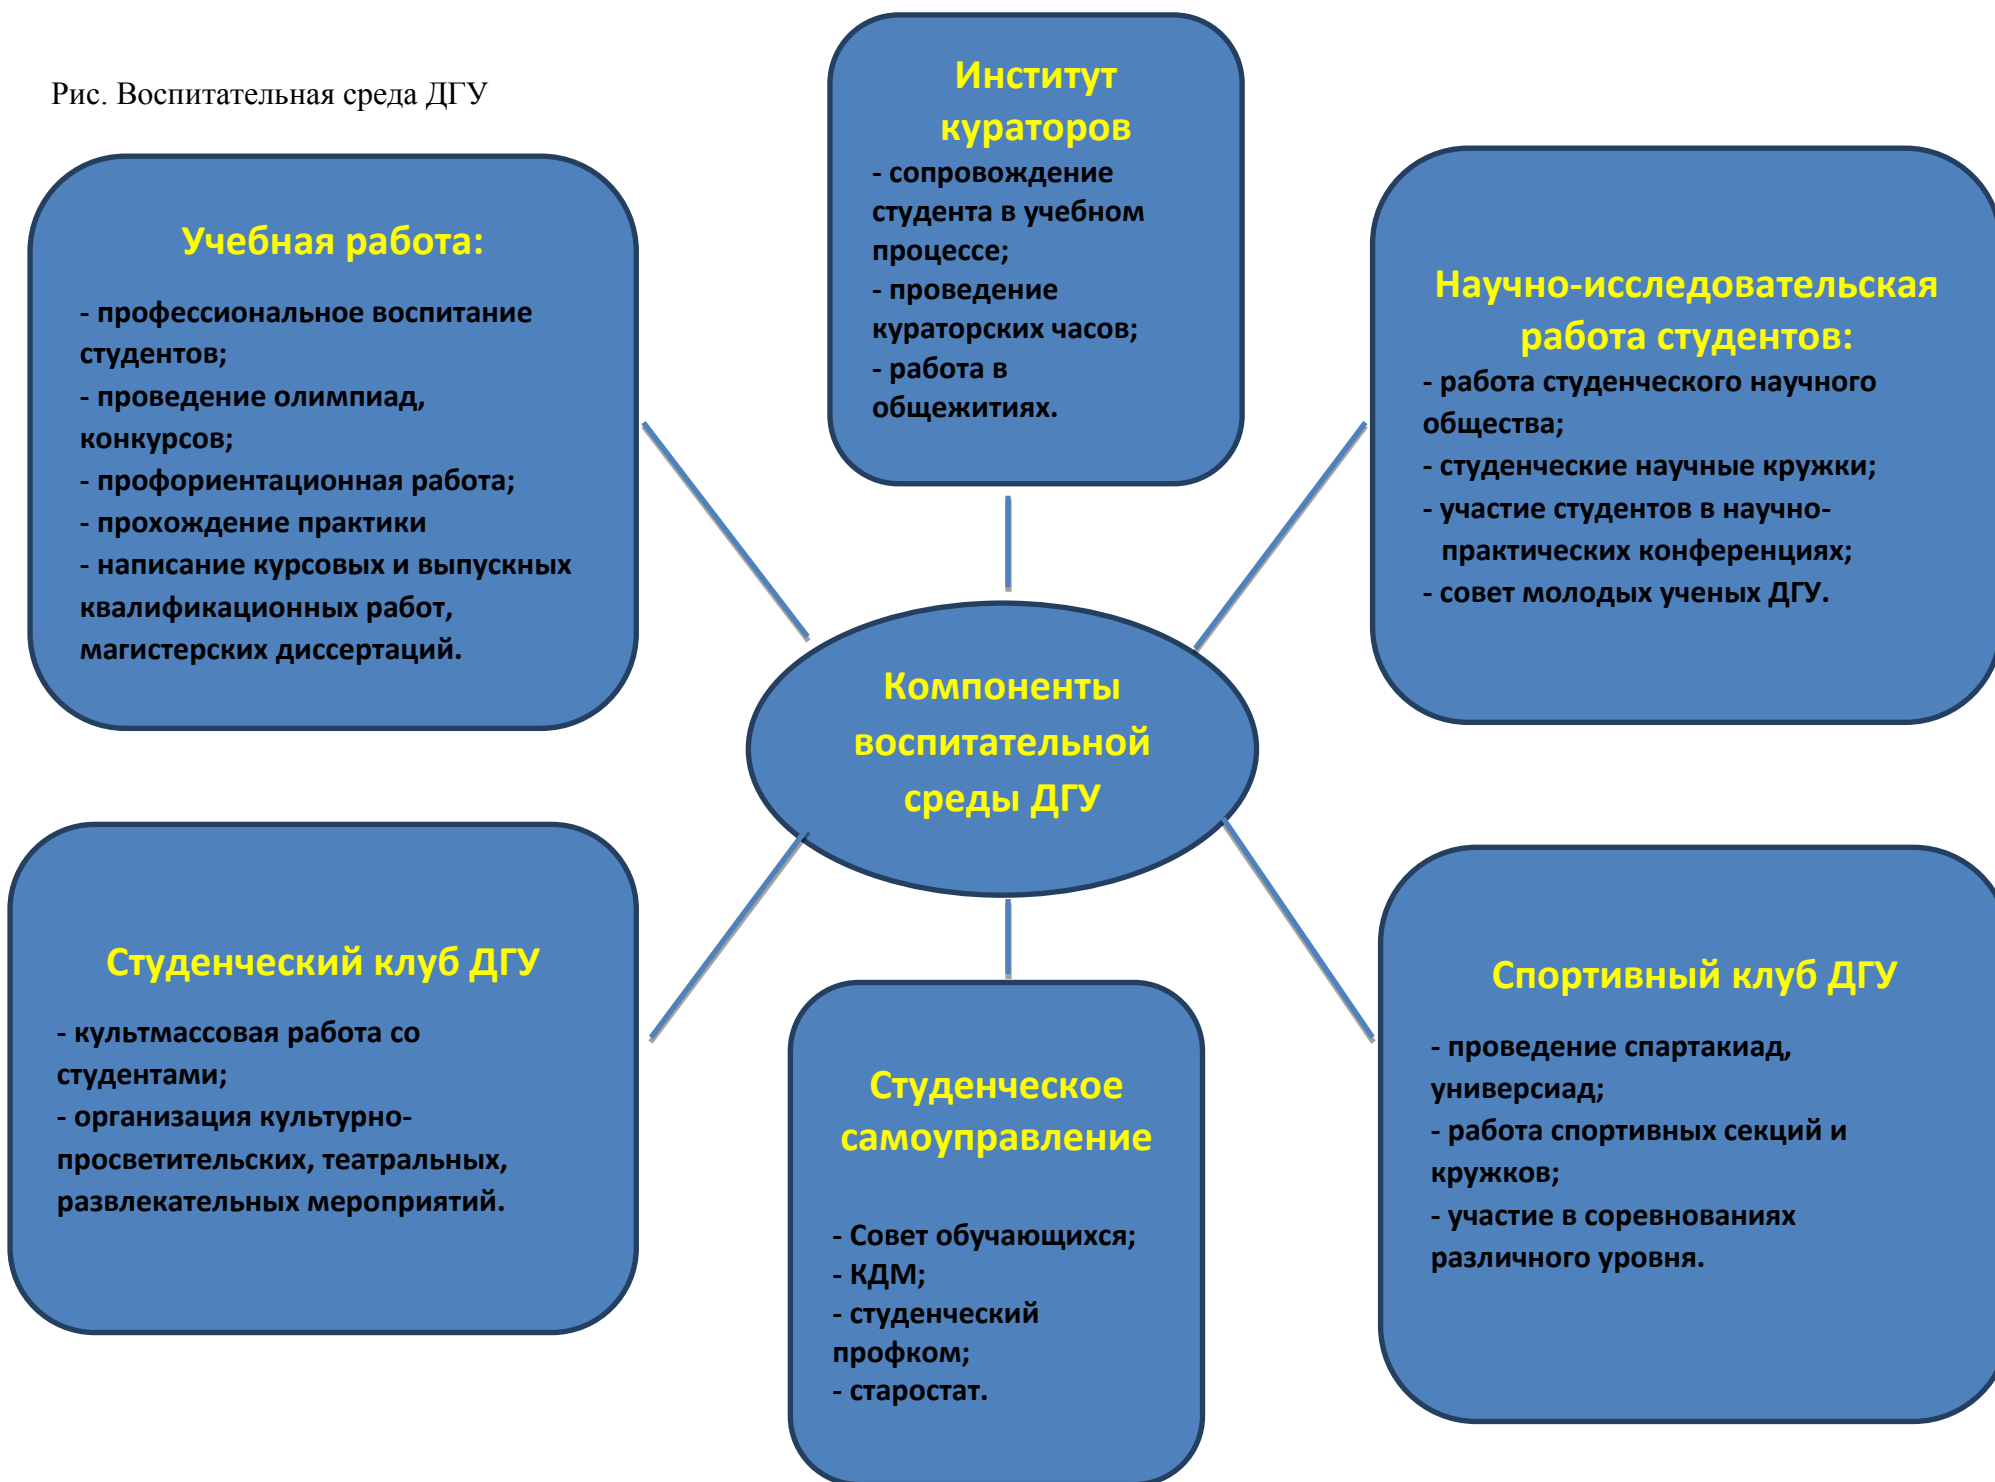 Рис. Воспитательная среда ДГУ
Институт
кураторов
- сопровождение
студента в учебном
процессе;
- проведение
кураторских часов;
- работа в
общежитиях.
Учебная работа:
- профессиональное воспитание
студентов;
- проведение олимпиад,
конкурсов;
- профориентационная работа;
- прохождение практики
- написание курсовых и выпускных
квалификационных работ,
магистерских диссертаций.
Научно-исследовательская
работа студентов:
- работа студенческого научного
общества;
- студенческие научные кружки;
- участие студентов в научно-
практических конференциях;
- совет молодых ученых ДГУ.
Компоненты
воспитательной
среды ДГУ
Студенческий клуб ДГУ
- культмассовая работа со
студентами;
- организация культурно-
просветительских, театральных,
развлекательных мероприятий.
Студенческое
самоуправление
- Совет обучающихся;
- КДМ;
- студенческий
профком;
- старостат.
Спортивный клуб ДГУ
- проведение спартакиад,
универсиад;
- работа спортивных секций и
кружков;
- участие в соревнованиях
различного уровня.